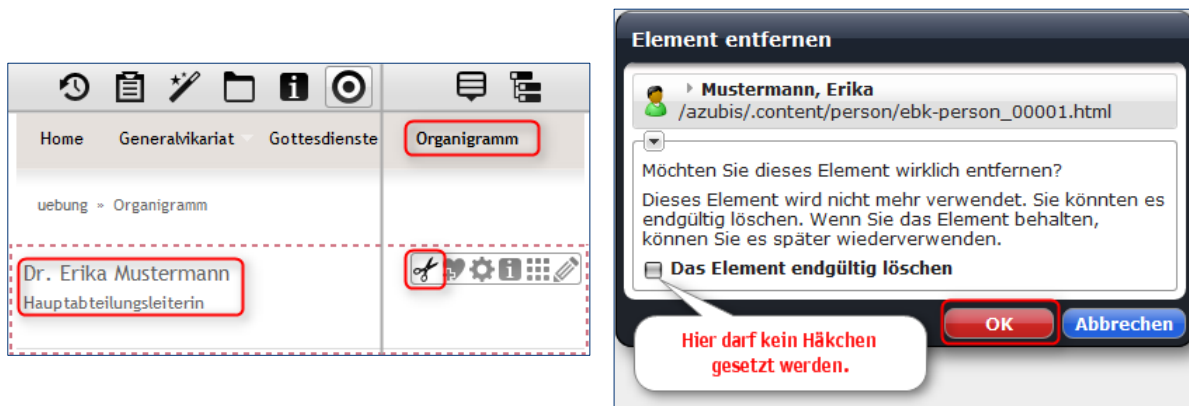 Home Generalvikariat Gottesdienste Organigramm
uebung » Organigramm
Dr. Erika Mustermann
Hauptabteilungsleiterin
Element entfernen
Mustermann, Erika
/azubis/.content/person/ebk-person_00001.html
Möchten Sie dieses Element wirklich entfernen?
Dieses Element wird nicht mehr verwendet. Sie könnten es
endgültig löschen. Wenn Sie das Element behalten,
können Sie es später wiederverwenden.
Das Element endgültig löschen
OK Abbrechen
Hier darf kein Häkchen
gesetzt werden.